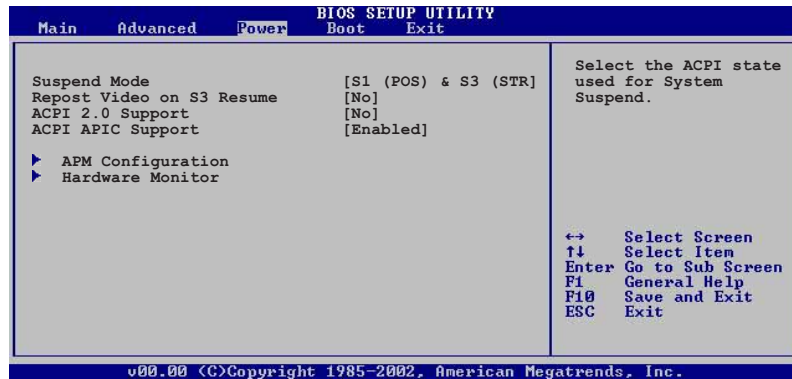 BIOS SETUP UTILITY
Main Advanced Power Boot Exit
Suspend Mode [S1 (POS) & S3 (STR]
Repost Video on S3 Resume [No]
ACPI 2.0 Support [No]
ACPI APIC Support [Enabled]
APM Configuration
Hardware Monitor
Select the ACPI state
used for System
Suspend.
↔ Select Screen
↑↓ Select Item
Enter Go to Sub Screen
F1 General Help
F10 Save and Exit
ESC Exit
v00.00 (C)Copyright 1985-2002, American Megatrends, Inc.